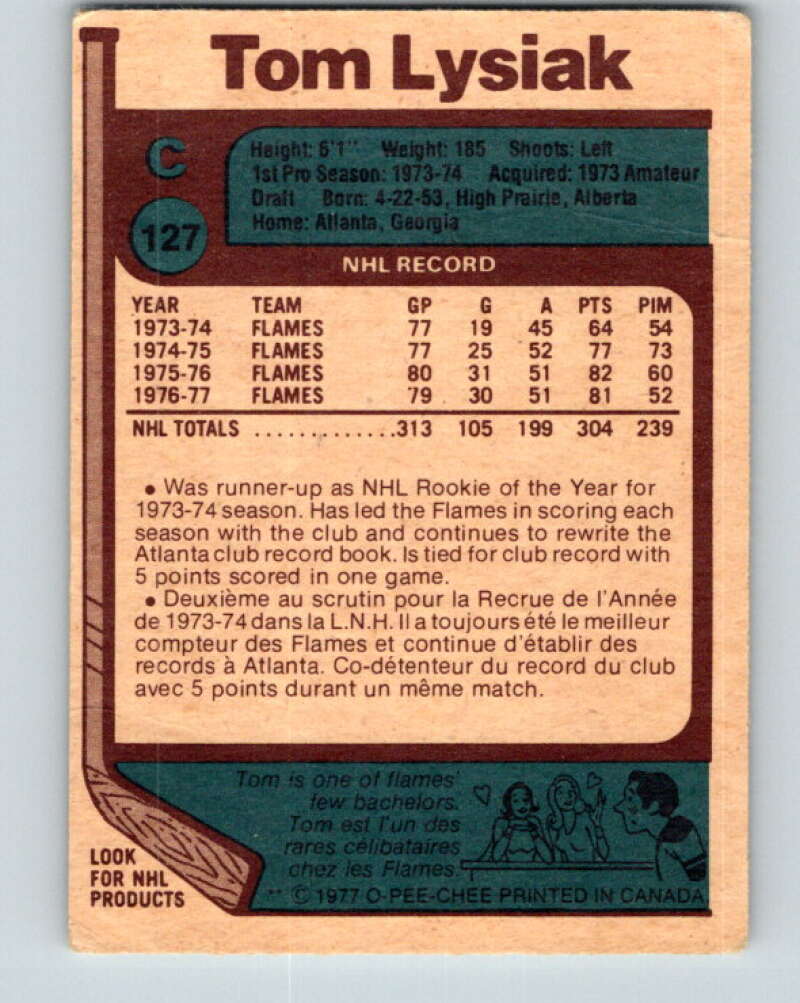 Tom Lysiak
C
127
Height: 6'1" Weight: 185 Shoots: Left
1st Pro Season: 1973-74 Acquired: 1973 Amateur
Draft Born: 4-22-53, High Prairie, Alberta
Home: Atlanta, Georgia
NHL RECORD
YEAR TEAM GP G A PTS PIM
1973-74 FLAMES 77 19 45 64 54
1974-75 FLAMES 77 25 52 77 73
1975-76 FLAMES 80 31 51 82 60
1976-77 FLAMES 79 30 51 81 52
NHL TOTALS .............313 105 199 304 239
• Was runner-up as NHL Rookie of the Year for
1973-74 season. Has led the Flames in scoring each
season with the club and continues to rewrite the
Atlanta club record book. Is tied for club record with
5 points scored in one game.
• Deuxième au scrutin pour la Recrue de l'Année
de 1973-74 dans la L.N.H. Il a toujours été le meilleur
compteur des Flames et continue d'établir des
records à Atlanta. Co-détenteur du record du club
avec 5 points durant un même match.
Tom is one of flames'
few bachelors.
Tom est l'un des
rares célibataires
chez les Flames.
LOOK
FOR NHL
PRODUCTS
** © 1977 O-PEE-CHEE PRINTED IN CANADA